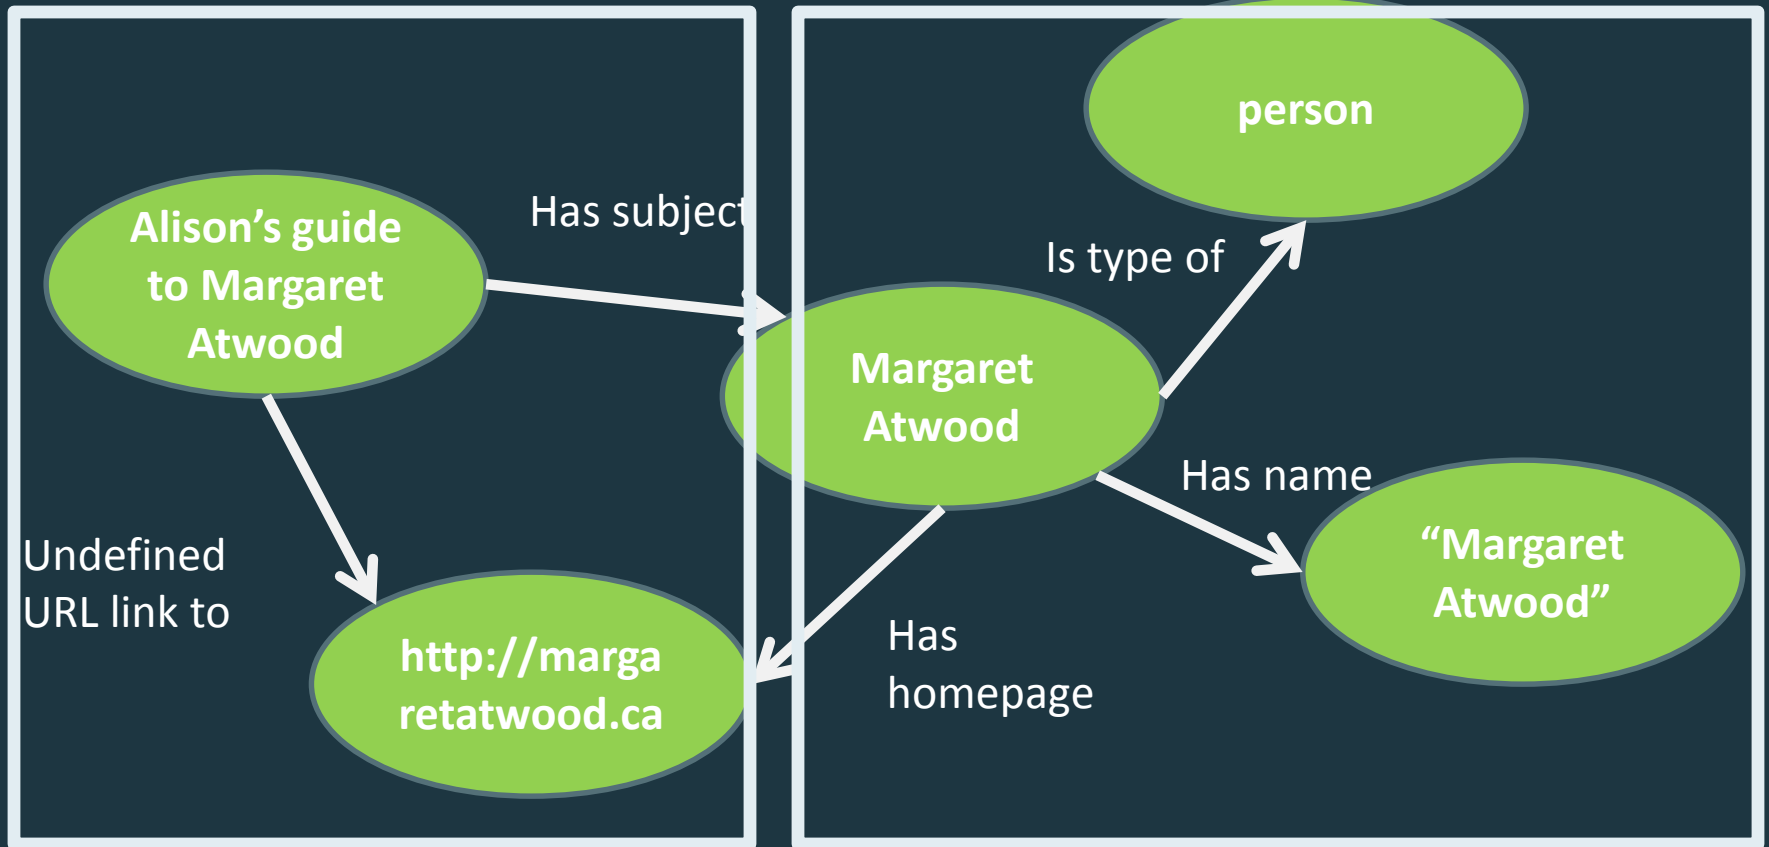 person
Has subject
Alison’s guide
to Margaret
Atwood
Is type of
Margaret
Atwood
Has name
“Margaret
Atwood”
Undefined
URL link to
Has
homepage
http://marga
retatwood.ca